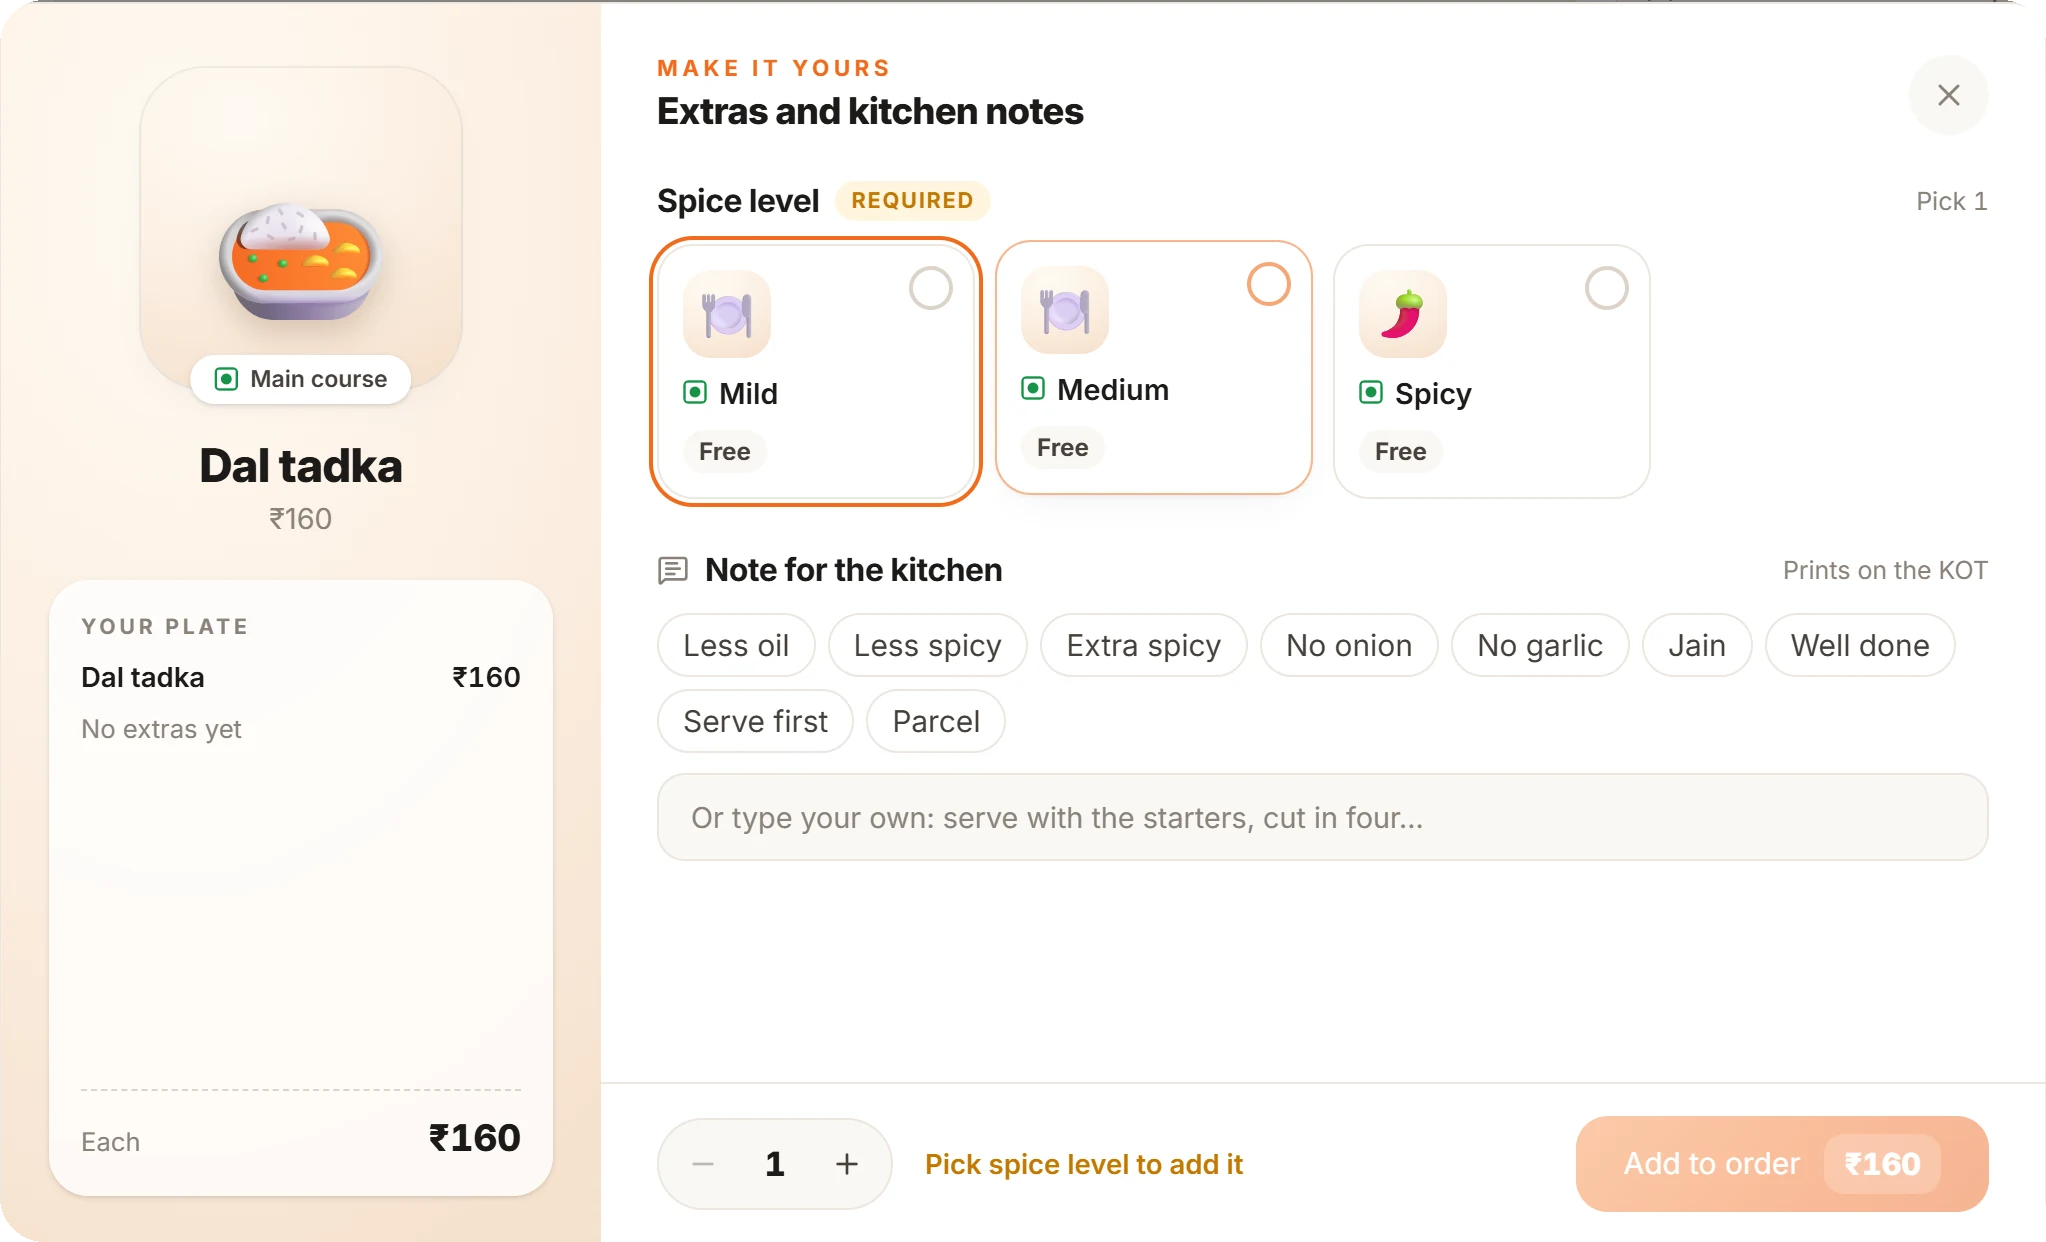 Main course
Dal tadka
₹160
YOUR PLATE
Dal tadka ₹160
No extras yet
Each ₹160
MAKE IT YOURS
Extras and kitchen notes
Spice level REQUIRED Pick 1
Mild
Free
Medium
Free
Spicy
Free
Note for the kitchen Prints on the KOT
Less oil Less spicy Extra spicy No onion No garlic Jain Well done
Serve first Parcel
Or type your own: serve with the starters, cut in four...
1 Pick spice level to add it Add to order ₹160